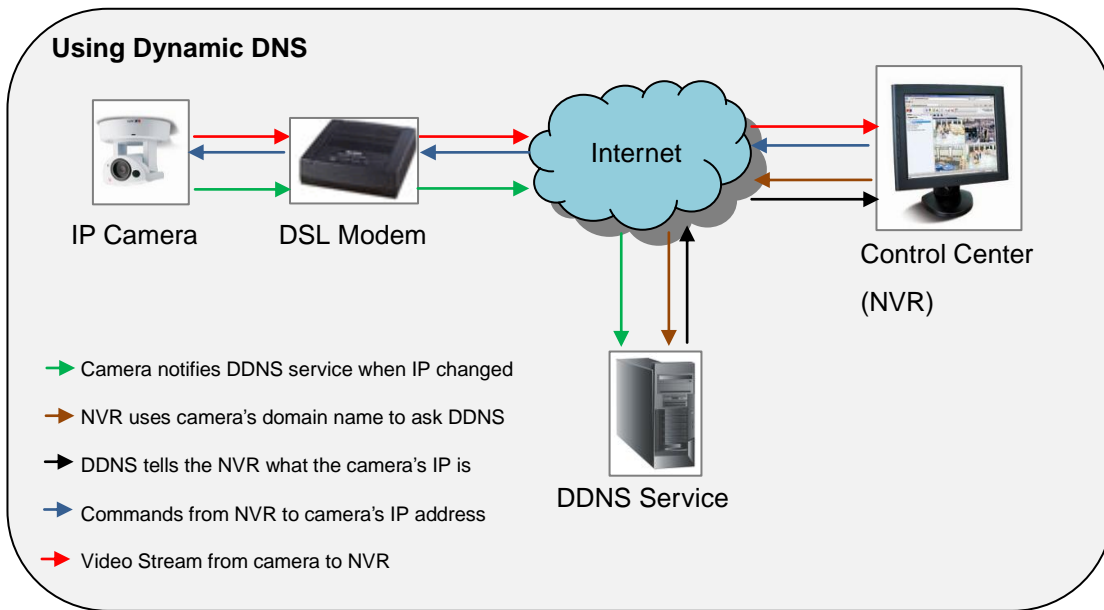 Using Dynamic DNS
Internet
IP Camera
DSL Modem
Control Center
(NVR)
Camera notifies DDNS service when IP changed
NVR uses camera’s domain name to ask DDNS
DDNS tells the NVR what the camera’s IP is
Commands from NVR to camera’s IP address
Video Stream from camera to NVR
DDNS Service